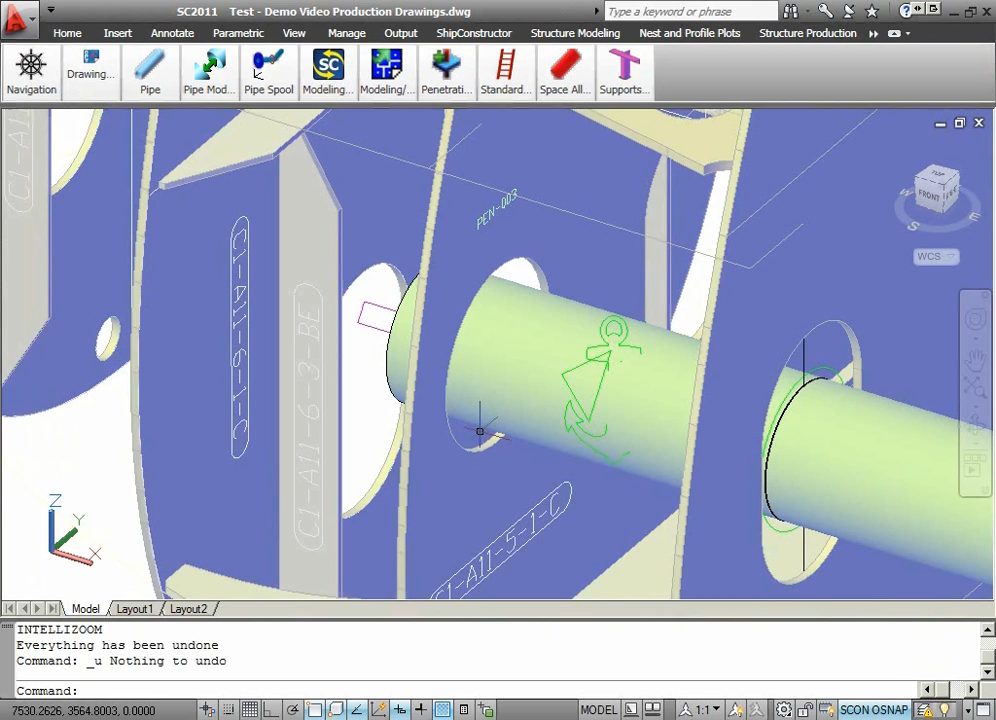 SC2011 Test - Demo Video Production Drawings.dwg
Type a keyword or phrase
Home Insert Annotate Parametric View Manage Output ShipConstructor Structure Modeling Nest and Profile Plots Structure Production
Navigation Drawing... Pipe Pipe Mod... Pipe Spool Modeling... Modeling/... Penetrati... Standard... Space All... Supports...
SC
C1-A1
PEN-003
TOP
FRONT
W
E
S
WCS
C1-A11-6-1-C
C1-A11-6-3-BE
C1-A11-5-1-C
Z
Y
X
Model Layout1 Layout2
INTELLIZOOM
Everything has been undone
Command: _u Nothing to undo
Command:
7530.2626, 3564.8003, 0.0000
MODEL
1:1
SCON OSNAP